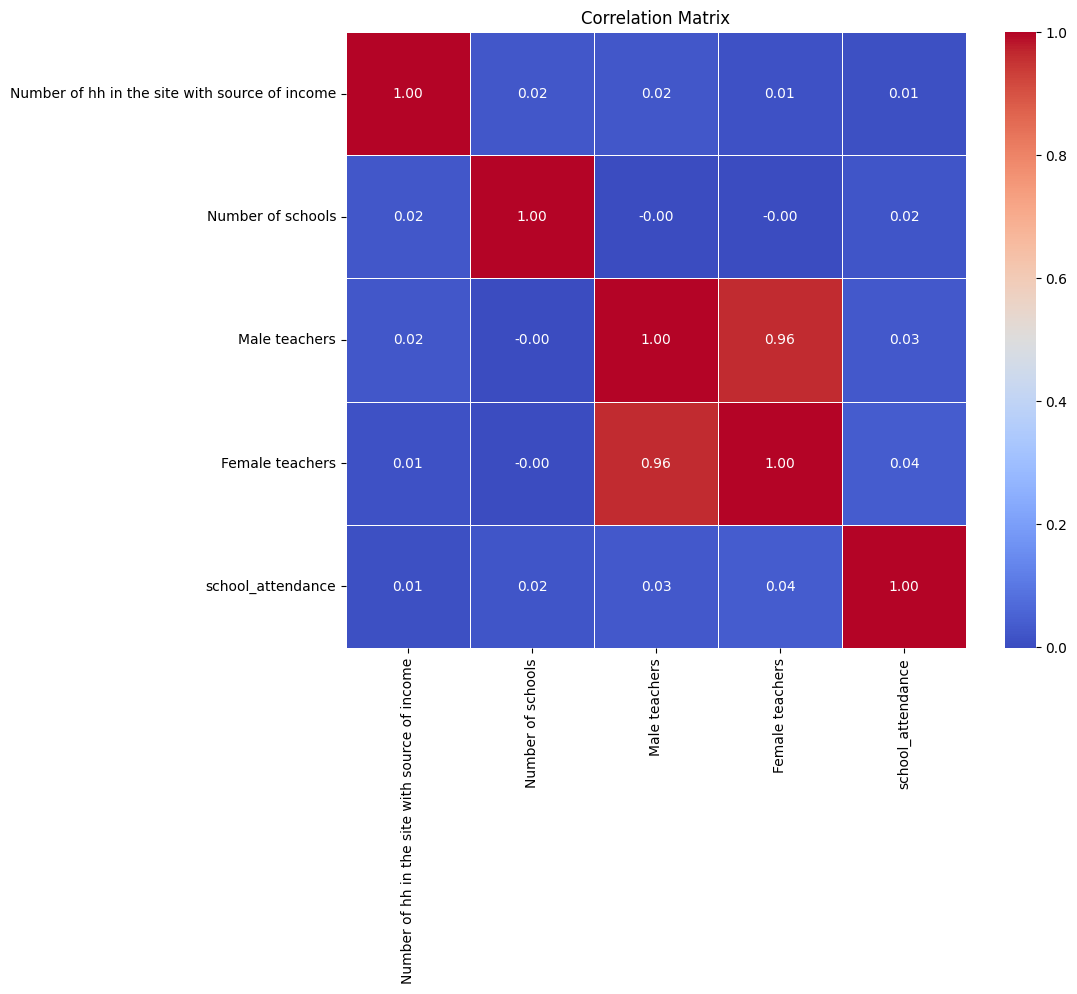 Correlation Matrix
Number of hh in the site with source of income 1.00 0.02 0.02 0.01 0.01
Number of schools 0.02 1.00 -0.00 -0.00 0.02
Male teachers 0.02 -0.00 1.00 0.96 0.03
Female teachers 0.01 -0.00 0.96 1.00 0.04
school_attendance 0.01 0.02 0.03 0.04 1.00
Number of hh in the site with source of income
Number of schools
Male teachers
Female teachers
school_attendance
1.0
0.8
0.6
0.4
0.2
0.0